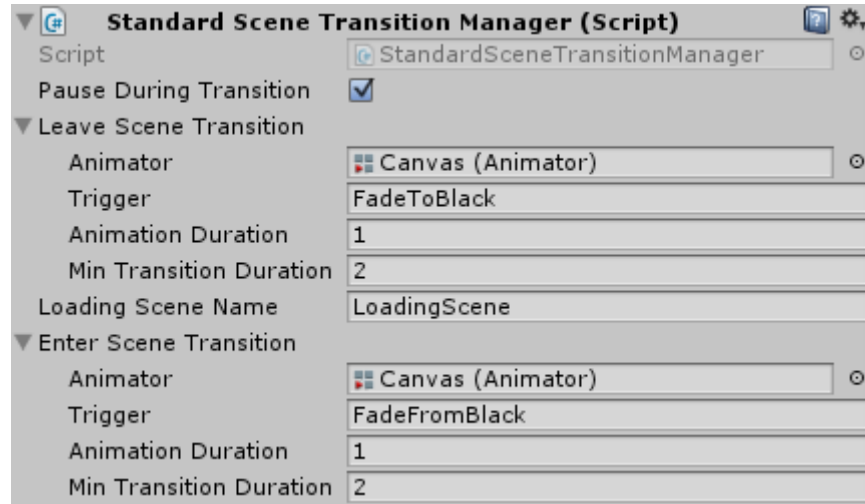 Standard Scene Transition Manager (Script)
Script StandardSceneTransitionManager
Pause During Transition
Leave Scene Transition
Animator Canvas (Animator)
Trigger FadeToBlack
Animation Duration 1
Min Transition Duration 2
Loading Scene Name LoadingScene
Enter Scene Transition
Animator Canvas (Animator)
Trigger FadeFromBlack
Animation Duration 1
Min Transition Duration 2